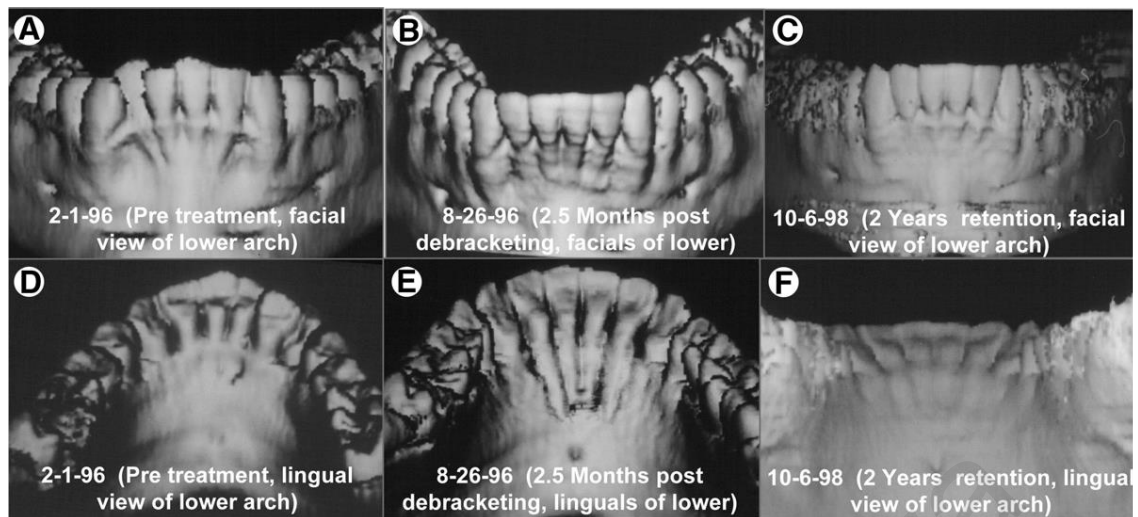 A
B
C
2-1-96 (Pre treatment, facial
view of lower arch)
8-26-96 (2.5 Months post
debracketing, facials of lower)
10-6-98 (2 Years retention, facial
view of lower arch)
D
E
F
2-1-96 (Pre treatment, lingual
view of lower arch)
8-26-96 (2.5 Months post
debracketing, linguals of lower)
10-6-98 (2 Years retention, lingual
view of lower arch)